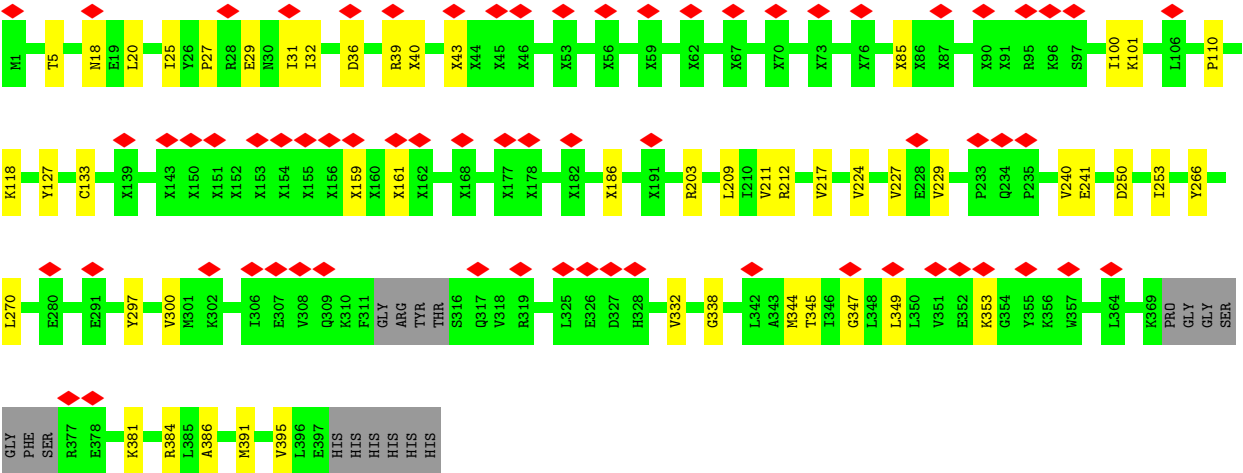 M1 T5 N18 E19 L20 I25 Y26 P27 R28 E29 N30 I31 I32 D36 R39 X40 X43 X44 X45 X46 X53 X56 X59 X62 X67 X70 X73 X76 X85 X86 X87 X90 X91 R95 K96 S97 I100 K101 L106 P110
K118 Y127 C133 X139 X143 X150 X151 X152 X153 X154 X155 X156 X159 X160 X161 X162 X168 X177 X178 X182 X186 X191 R203 L209 I210 V211 R212 V217 V224 V227 E228 V229 P233 Q234 P235 V240 E241 D250 I253 Y266
L270 E280 E291 Y297 V300 M301 K302 I306 E307 V308 Q309 K310 F311 GLY ARG TYR THR S316 Q317 V318 R319 L325 E326 D327 H328 V332 G338 L342 A343 M344 T345 I346 G347 L348 L349 L350 V351 E352 K353 G354 Y355 K356 W357 L364 K369 PRO GLY GLY SER
GLY PHE SER R377 E378 K381 R384 L385 A386 M391 V395 L396 E397 HIS HIS HIS HIS HIS HIS